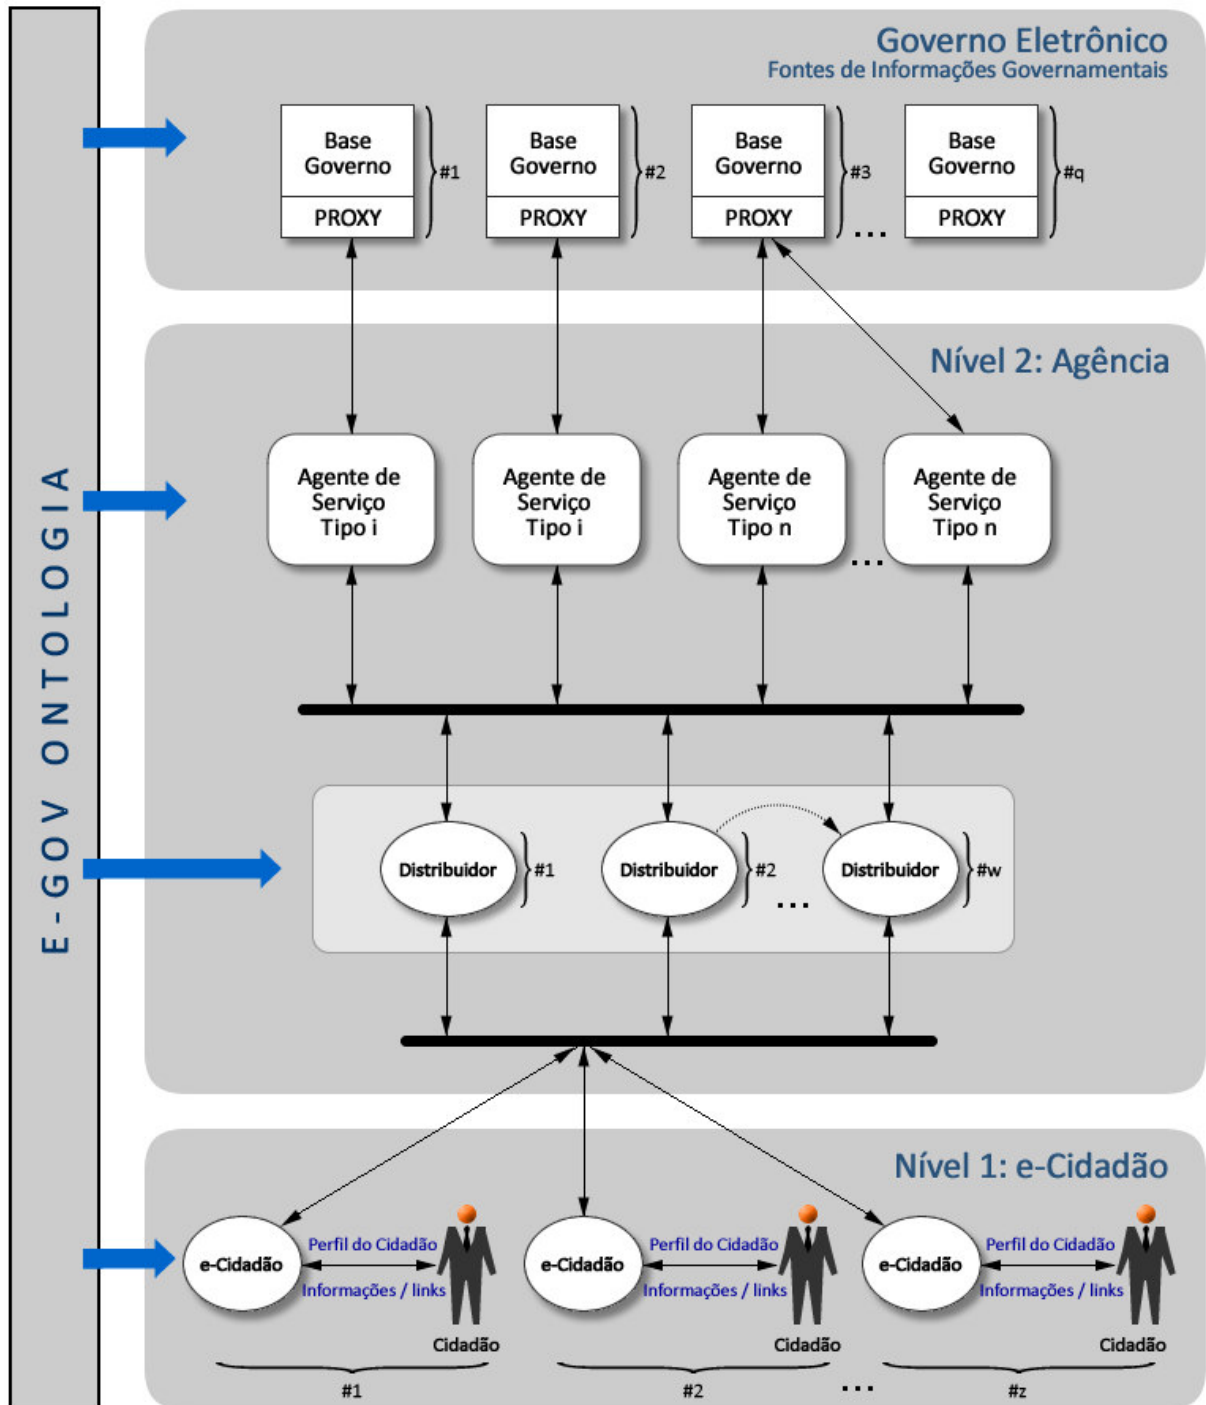 E-GOV ONTOLOGIA
Governo Eletrônico
Fontes de Informações Governamentais
Base
Governo
PROXY
#1
Base
Governo
PROXY
#2
Base
Governo
PROXY
#3
...
Base
Governo
PROXY
#q
Nível 2: Agência
Agente de
Serviço
Tipo i
Agente de
Serviço
Tipo i
Agente de
Serviço
Tipo n
...
Agente de
Serviço
Tipo n
Distribuidor
#1
Distribuidor
#2
...
Distribuidor
#w
Nível 1: e-Cidadão
e-Cidadão
Perfil do Cidadão
Informações / links
Cidadão
#1
e-Cidadão
Perfil do Cidadão
Informações / links
Cidadão
#2
...
e-Cidadão
Perfil do Cidadão
Informações / links
Cidadão
#z